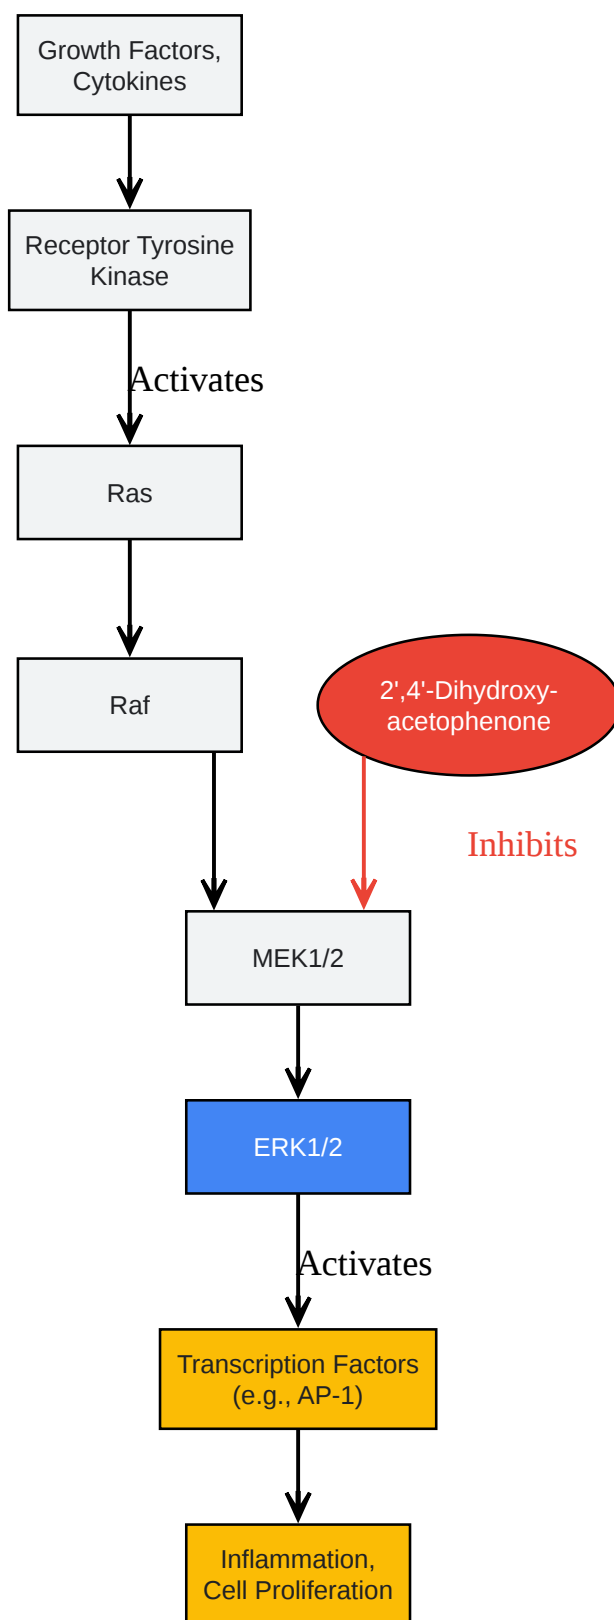 Growth Factors,
Cytokines
Receptor Tyrosine
Kinase
Activates
Ras
Raf
2',4'-Dihydroxy-
acetophenone
Inhibits
MEK1/2
ERK1/2
Activates
Transcription Factors
(e.g., AP-1)
Inflammation,
Cell Proliferation